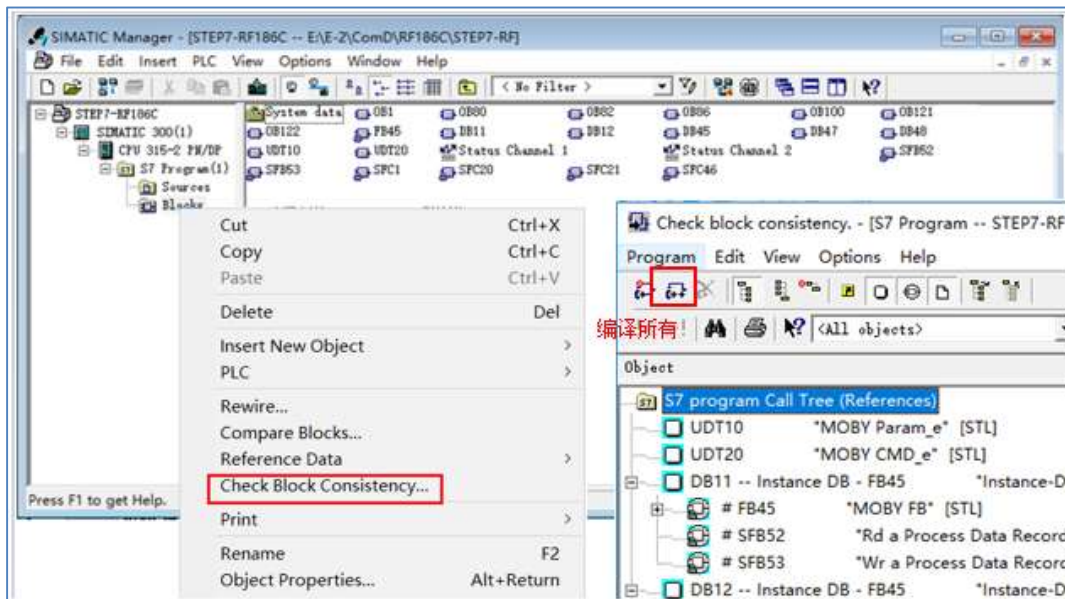 SIMATIC Manager - [STEP7-RF186C -- E:\E-2\ComD\RF186C\STEP7-RF]
File Edit Insert PLC View Options Window Help
< No Filter >
STEP7-RF186C
SIMATIC 300(1)
CPU 315-2 PN/DP
S7 Program(1)
Sources
Blocks
System data OB1 OB80 OB82 OB86 OB100 OB121
OB122 FB45 DB11 DB12 DB45 DB47 DB48
UDT10 UDT20 Status Channel 1 Status Channel 2 SFB52
SFB53 SFC1 SFC20 SFC21 SFC46
Press F1 to get Help.
Cut Ctrl+X
Copy Ctrl+C
Paste Ctrl+V
Delete Del
Insert New Object
PLC
Rewire...
Compare Blocks...
Reference Data
Check Block Consistency...
Print
Rename F2
Object Properties... Alt+Return
Check block consistency. - [S7 Program -- STEP7-RF
Program Edit View Options Help
编译所有!
<All objects>
Object
S7 program Call Tree (References)
UDT10 "MOBY Param_e" [STL]
UDT20 "MOBY CMD_e" [STL]
DB11 -- Instance DB - FB45 "Instance-D
# FB45 "MOBY FB" [STL]
# SFB52 "Rd a Process Data Record
# SFB53 "Wr a Process Data Record
DB12 -- Instance DB - FB45 "Instance-D